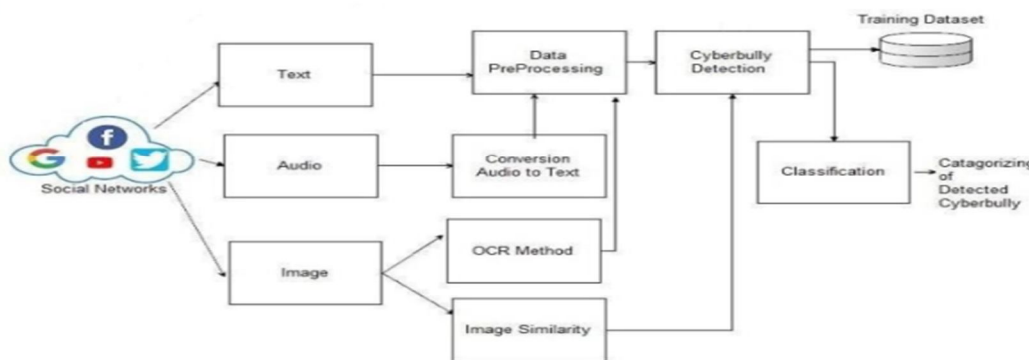 Training Dataset
Text
Data
PreProcessing
Cyberbully
Detection
f
G
Social Networks
Audio
Conversion
Audio to Text
Classification
Catagorizing
of
Detected
Cyberbully
Image
OCR Method
Image Similarity